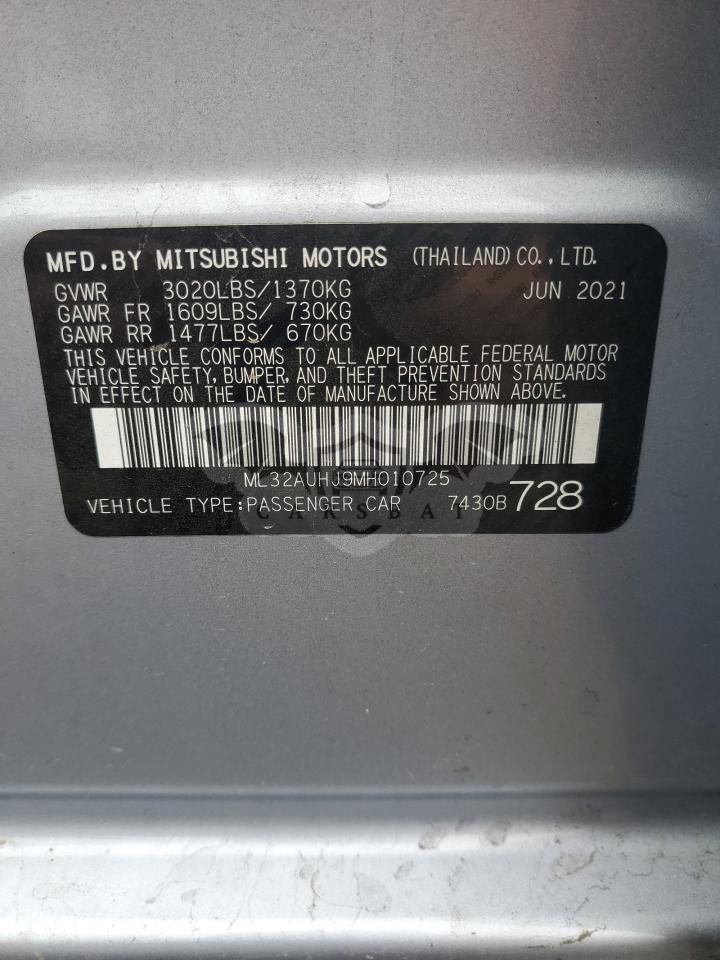 MFD.BY MITSUBISHI MOTORS (THAILAND)CO.,LTD.
GVWR 3020LBS/1370KG JUN 2021
GAWR FR 1609LBS/ 730KG
GAWR RR 1477LBS/ 670KG
THIS VEHICLE CONFORMS TO ALL APPLICABLE FEDERAL MOTOR
VEHICLE SAFETY, BUMPER, AND THEFT PREVENTION STANDARDS
IN EFFECT ON THE DATE OF MANUFACTURE SHOWN ABOVE.
ML32AUHJ9MH010725
VEHICLE TYPE:PASSENGER CAR 7430B 728
CARSBAT